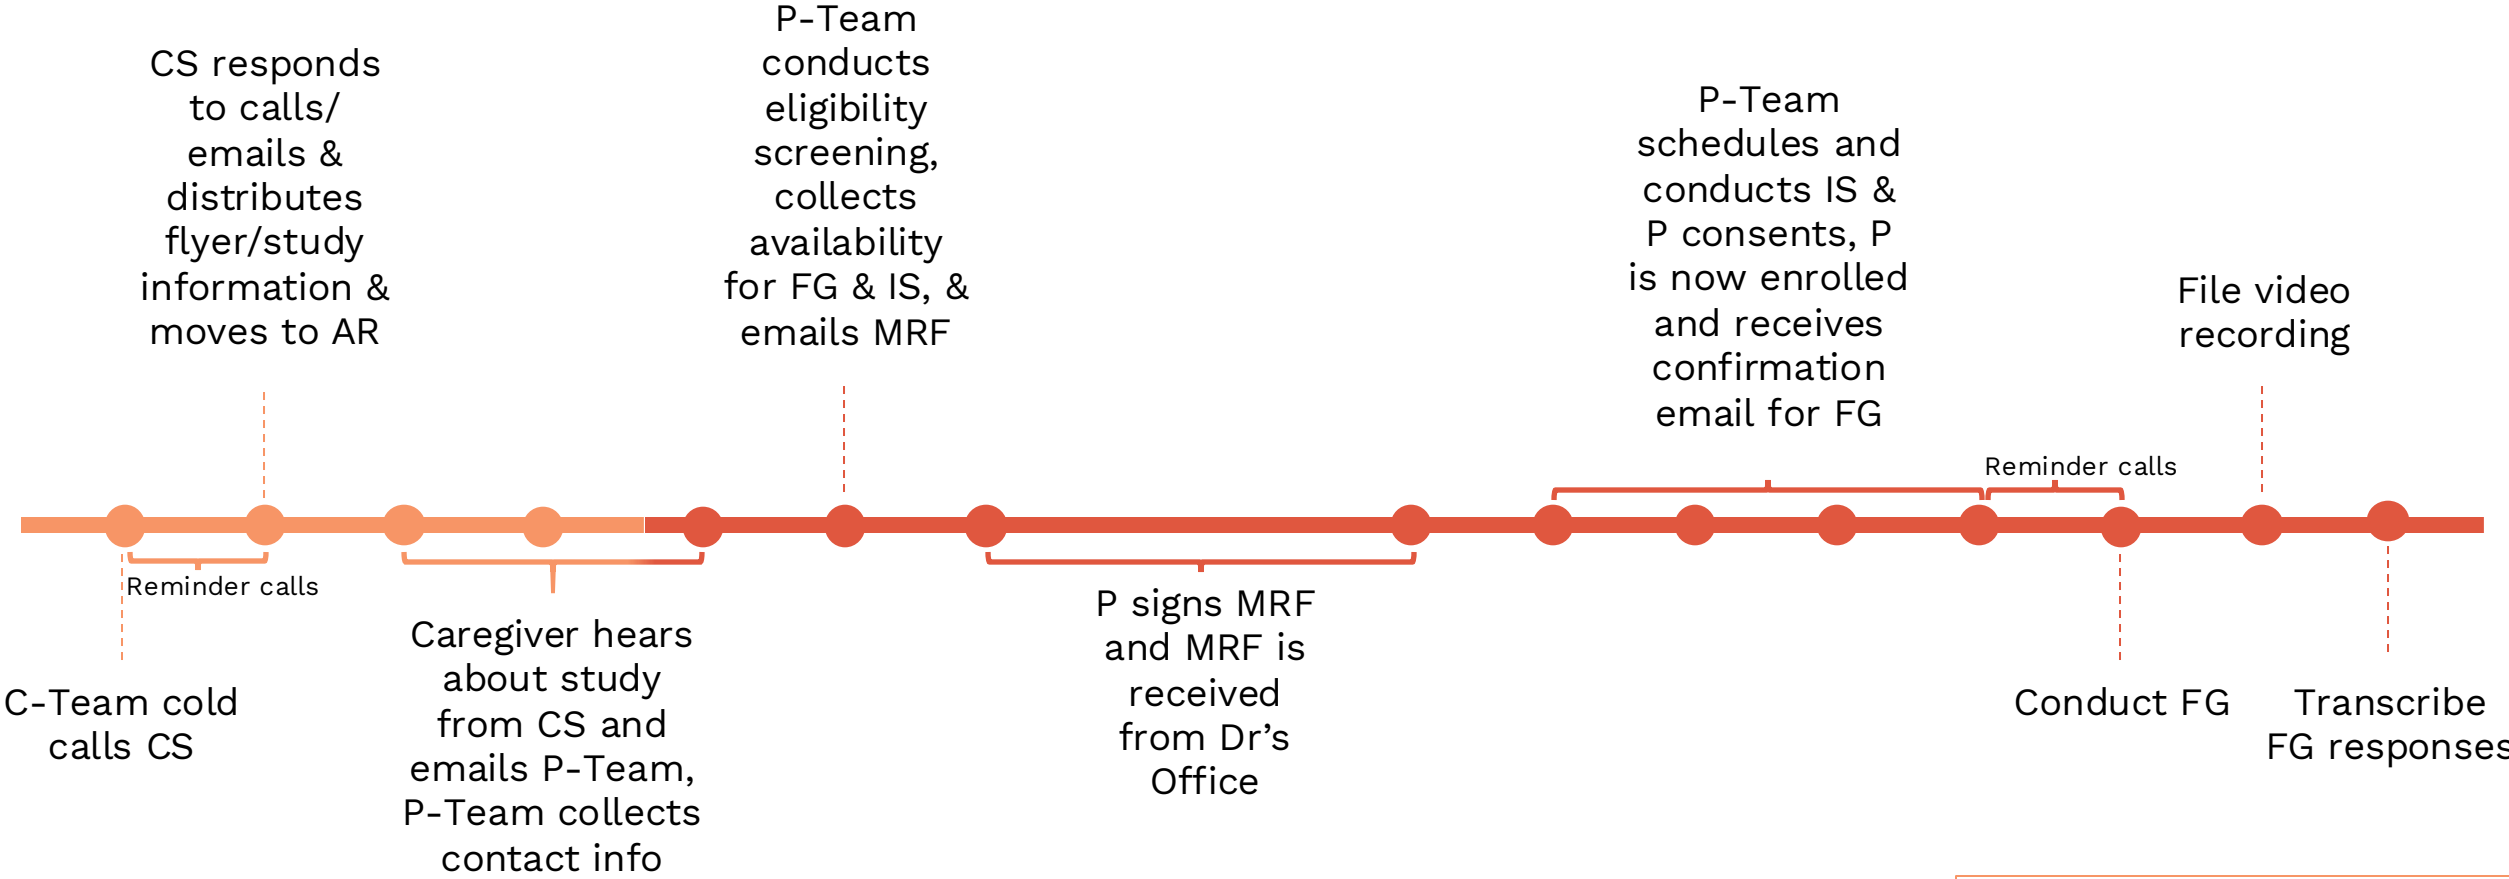 CS responds
to calls/
emails &
distributes
flyer/study
information &
moves to AR
P-Team
conducts
eligibility
screening,
collects
availability
for FG & IS, &
emails MRF
P-Team
schedules and
conducts IS &
P consents, P
is now enrolled
and receives
confirmation
email for FG
File video
recording
Reminder calls
Reminder calls
C-Team cold
calls CS
Caregiver hears
about study
from CS and
emails P-Team,
P-Team collects
contact info
P signs MRF
and MRF is
received
from Dr’s
Office
Conduct FG
Transcribe
FG responses